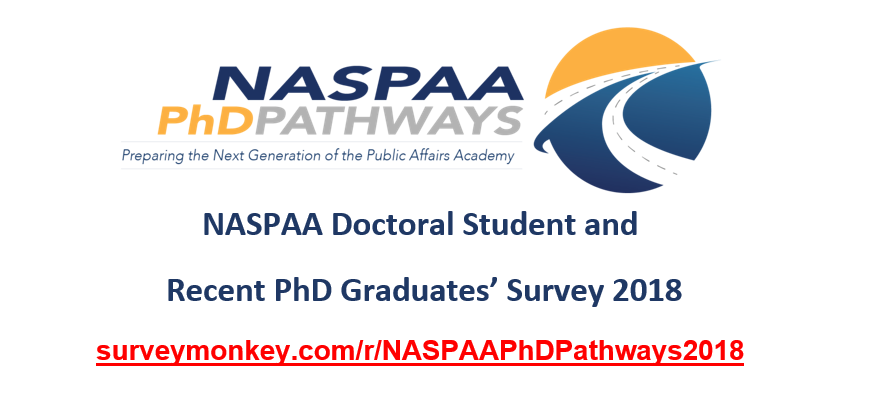 NASPAA
PhDPATHWAYS
Preparing the Next Generation of the Public Affairs Academy
NASPAA Doctoral Student and
Recent PhD Graduates’ Survey 2018
surveymonkey.com/r/NASPAAPhDPathways2018